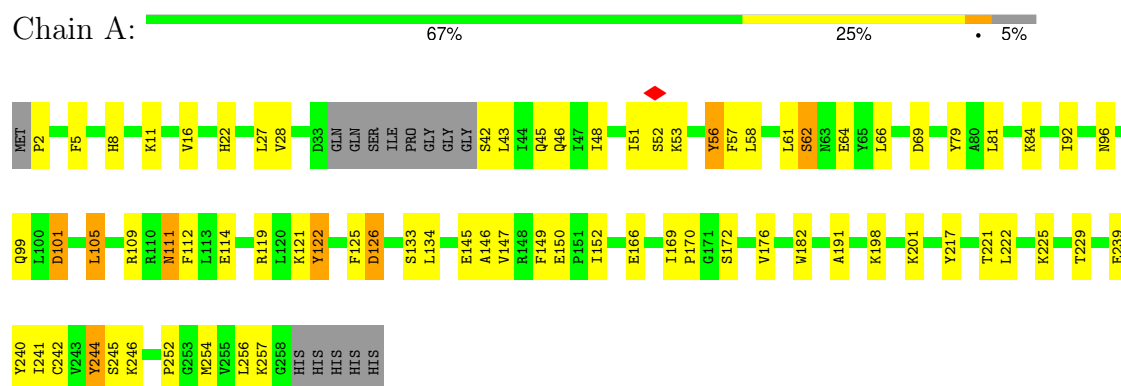 Chain A:
67% 25% • 5%
MET P2 F5 H8 K11 V16 H22 L27 V28 D33 GLN GLN SER ILE PRO GLY GLY GLY S42 L43 I44 Q45 Q46 I47 I48 I51 S52 K53 Y56 F57 L58 L61 S62 N63 E64 Y65 L66 D69 Y79 A80 L81 K84 I92 N96
Q99 L100 D101 L105 R109 R110 N111 F112 L113 E114 R119 L120 K121 Y122 F125 D126 S133 L134 E145 A146 V147 R148 F149 E150 P151 I152 E166 I169 P170 G171 S172 V176 W182 A191 K198 K201 Y217 T221 L222 K225 T229 E239
Y240 I241 C242 V243 Y244 S245 K246 P252 G253 M254 V255 L256 K257 G258 HIS HIS HIS HIS HIS